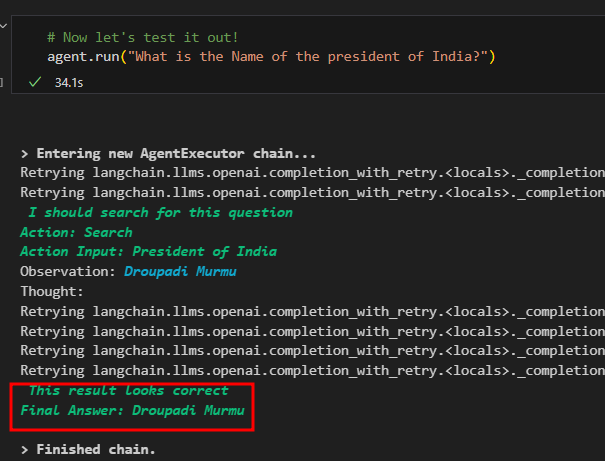 # Now let's test it out!
agent.run("What is the Name of the president of India?")
34.1s
> Entering new AgentExecutor chain...
Retrying langchain.llms.openai.completion_with_retry.<locals>._completion
Retrying langchain.llms.openai.completion_with_retry.<locals>._completion
I should search for this question
Action: Search
Action Input: President of India
Observation: Droupadi Murmu
Thought:
Retrying langchain.llms.openai.completion_with_retry.<locals>._completion
Retrying langchain.llms.openai.completion_with_retry.<locals>._completion
Retrying langchain.llms.openai.completion_with_retry.<locals>._completion
Retrying langchain.llms.openai.completion_with_retry.<locals>._completion
This result looks correct
Final Answer: Droupadi Murmu
> Finished chain.